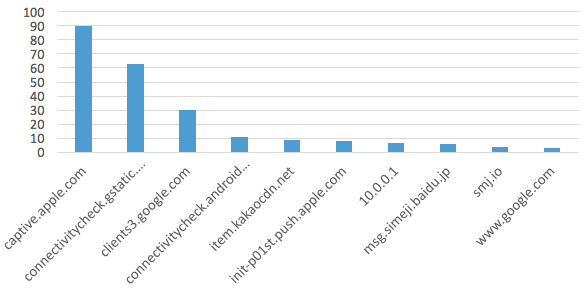 100
90
80
70
60
50
40
30
20
10
0
captive.apple.com
connectivitycheck.gstatic....
clients3.google.com
connectivitycheck.android...
item.kakaocdn.net
init-p01st.push.apple.com
10.0.0.1
msg.simeji.baidu.jp
smj.io
www.google.com